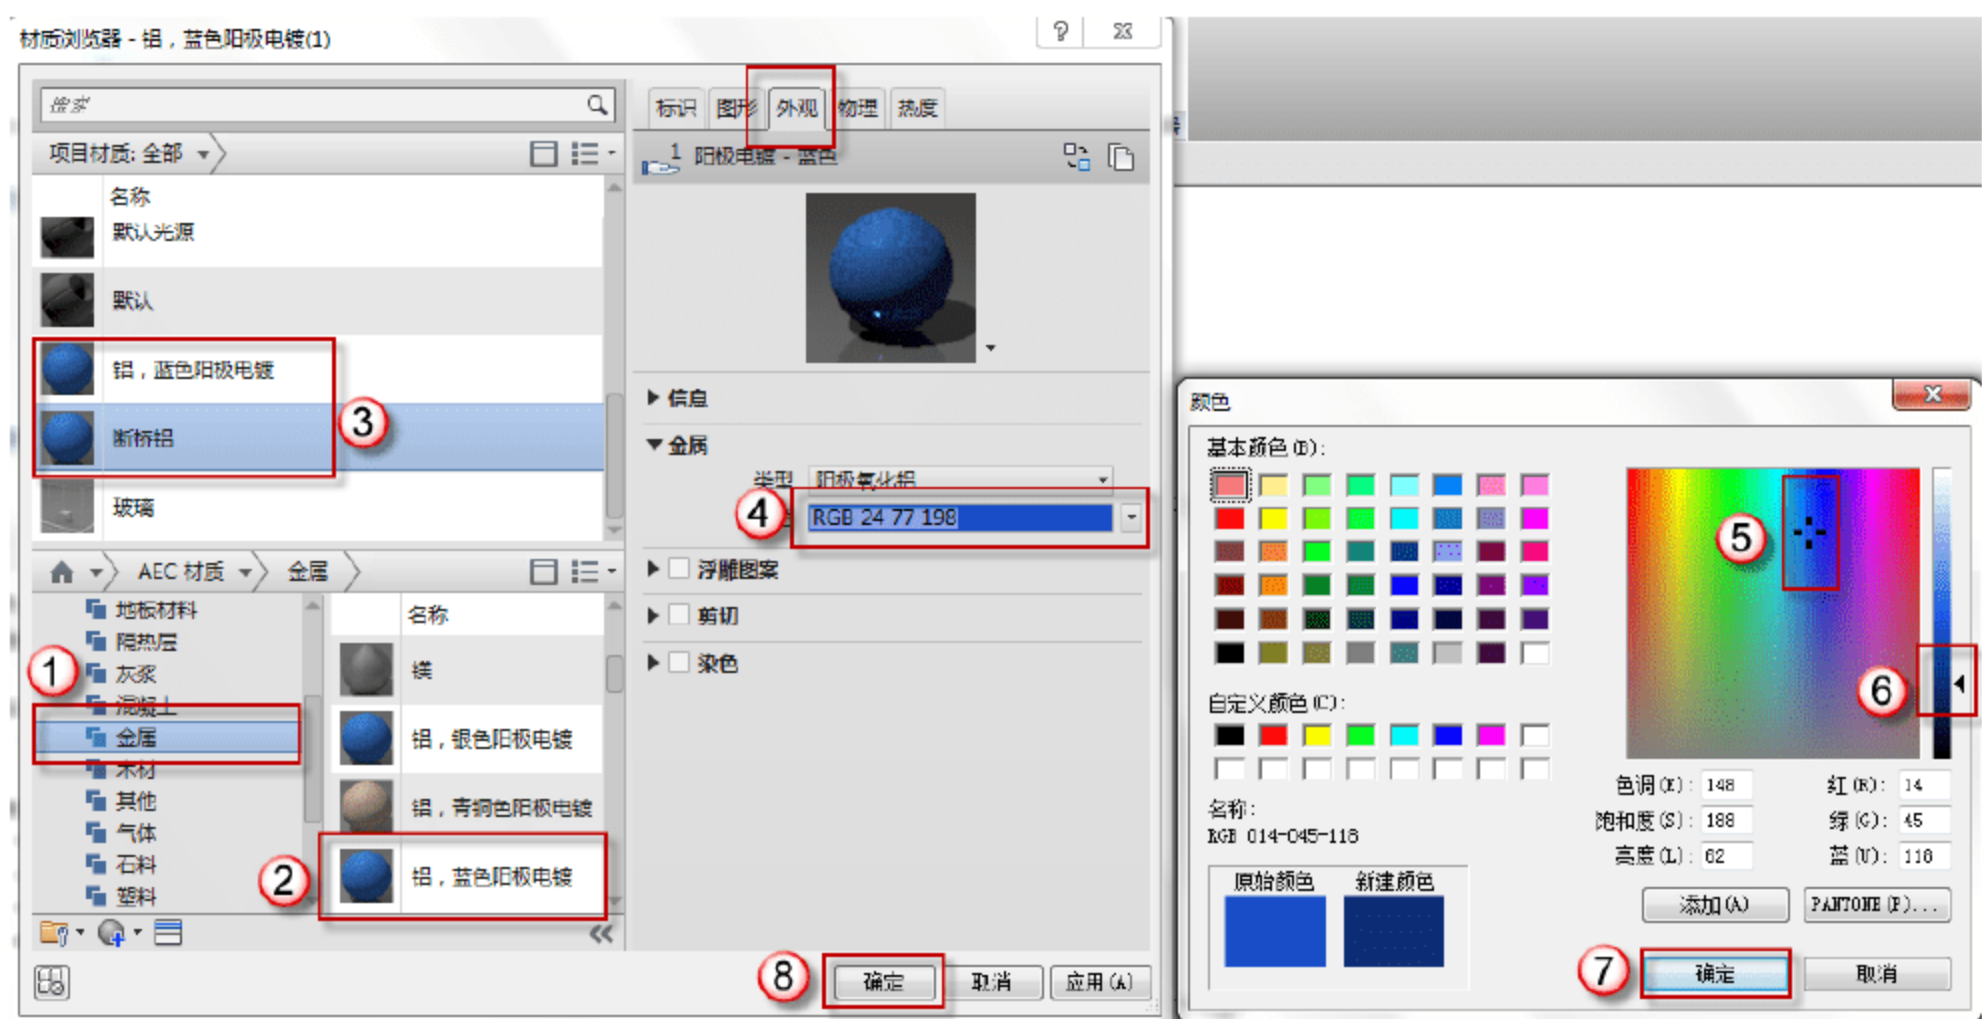 材质浏览器 - 铝，蓝色阳极电镀(1)
搜索
项目材质: 全部
名称
默认光源
默认
铝，蓝色阳极电镀
断桥铝
玻璃
3
AEC 材质
金属
地板材料
隔热层
灰浆
混凝土
金属
木材
其他
气体
石料
塑料
1
名称
镁
铝，银色阳极电镀
铝，青铜色阳极电镀
铝，蓝色阳极电镀
2
标识
图形
外观
物理
热度
1
阳极电镀 - 蓝色
信息
金属
类型
阳极氧化铝
4
RGB 24 77 198
浮雕图案
剪切
染色
8
确定
取消
应用(A)
颜色
基本颜色(B):
自定义颜色(C):
名称:
RGB 014-045-118
原始颜色
新建颜色
5
6
色调(E): 148
红(R): 14
饱和度(S): 188
绿(G): 45
高度(L): 62
蓝(U): 118
添加(A)
PANTONE(P)...
7
确定
取消